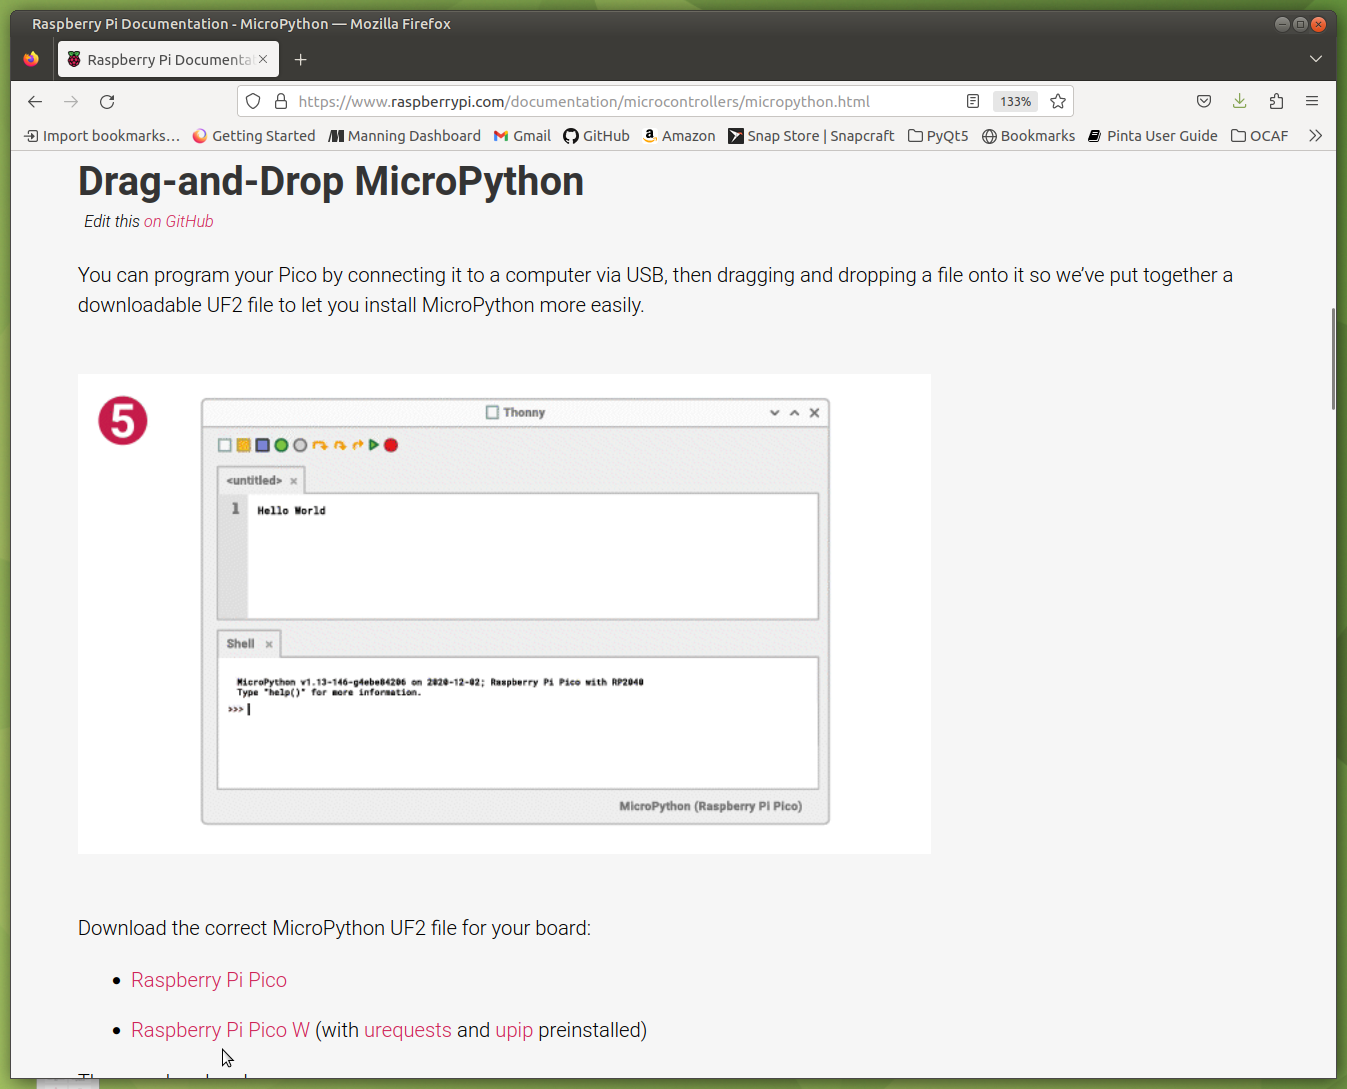 Raspberry Pi Documentation - MicroPython — Mozilla Firefox
Raspberry Pi Documenta
https://www.raspberrypi.com/documentation/microcontrollers/micropython.html 133%
Import bookmarks... Getting Started Manning Dashboard Gmail GitHub Amazon Snap Store | Snapcraft PyQt5 Bookmarks Pinta User Guide OCAF
Drag-and-Drop MicroPython
Edit this on GitHub
You can program your Pico by connecting it to a computer via USB, then dragging and dropping a file onto it so we’ve put together a
downloadable UF2 file to let you install MicroPython more easily.
5
Thonny
<untitled> ×
1 Hello World
Shell ×
MicroPython v1.13-146-g4ebe84206 on 2020-12-02; Raspberry Pi Pico with RP2040
Type "help()" for more information.
>>>
MicroPython (Raspberry Pi Pico)
Download the correct MicroPython UF2 file for your board:
• Raspberry Pi Pico
• Raspberry Pi Pico W (with urequests and upip preinstalled)